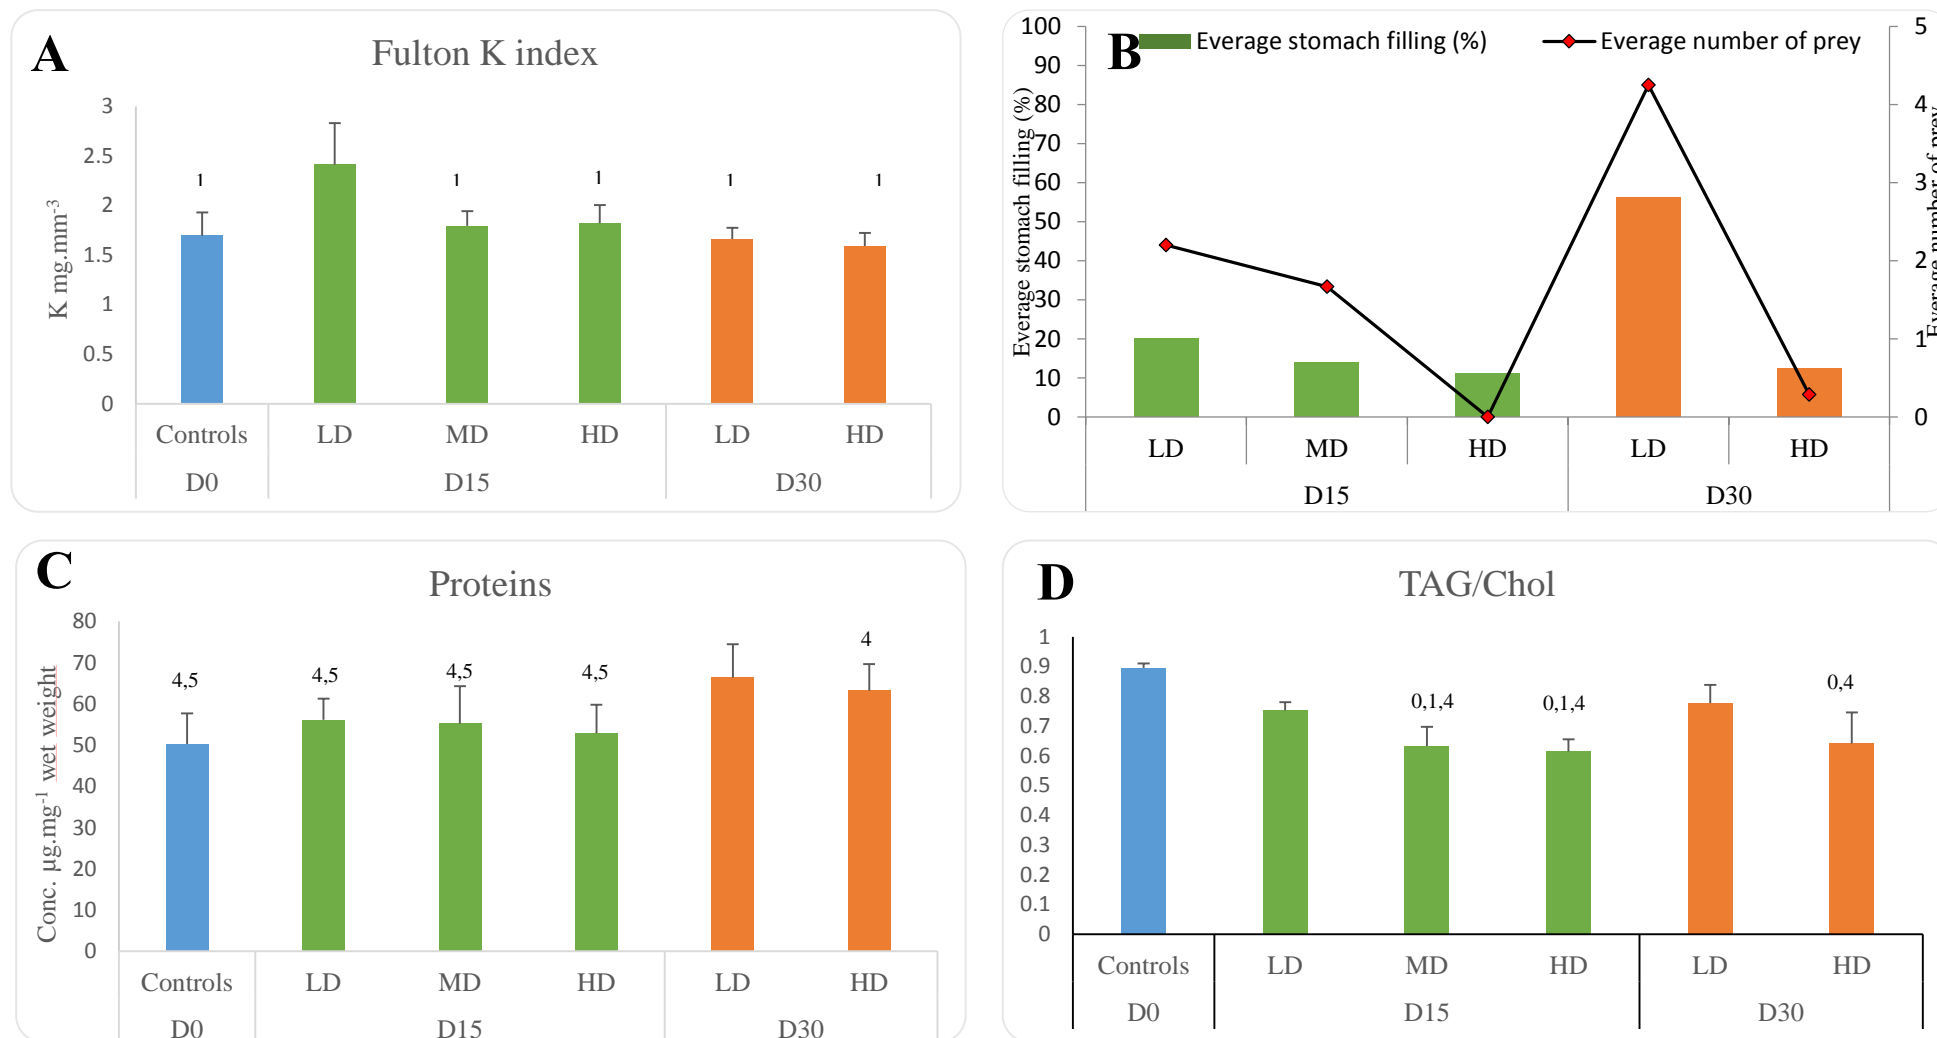 A
Fulton K index
K mg.mm-3
3
2.5
2
1.5
1
0.5
0
1
1
1
1
1
Controls LD MD HD LD HD
D0 D15 D30
B
Everage stomach filling (%) Everage number of prey
Everage stomach filling (%)
100
90
80
70
60
50
40
30
20
10
0
5
4
3
2
1
0
Everage number of prey
LD MD HD LD HD
D15 D30
C
Proteins
Conc. µg.mg-1 wet weight
80
70
60
50
40
30
20
10
0
4,5
4,5
4,5
4,5
4
Controls LD MD HD LD HD
D0 D15 D30
D
TAG/Chol
1
0.9
0.8
0.7
0.6
0.5
0.4
0.3
0.2
0.1
0
0,1,4
0,1,4
0,4
Controls LD MD HD LD HD
D0 D15 D30